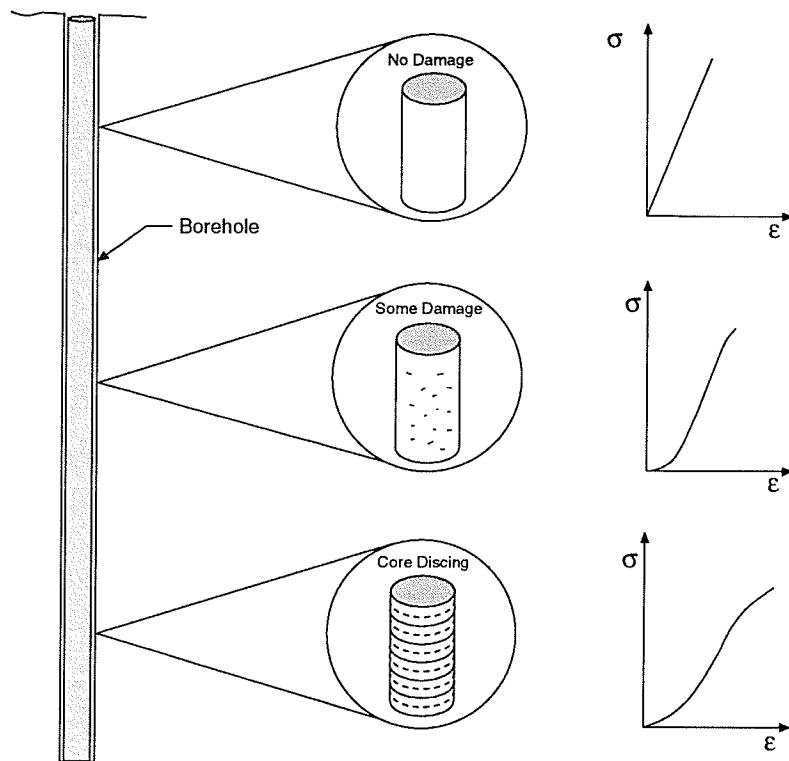 No Damage
σ
ε
Borehole
Some Damage
σ
ε
Core Discing
σ
ε